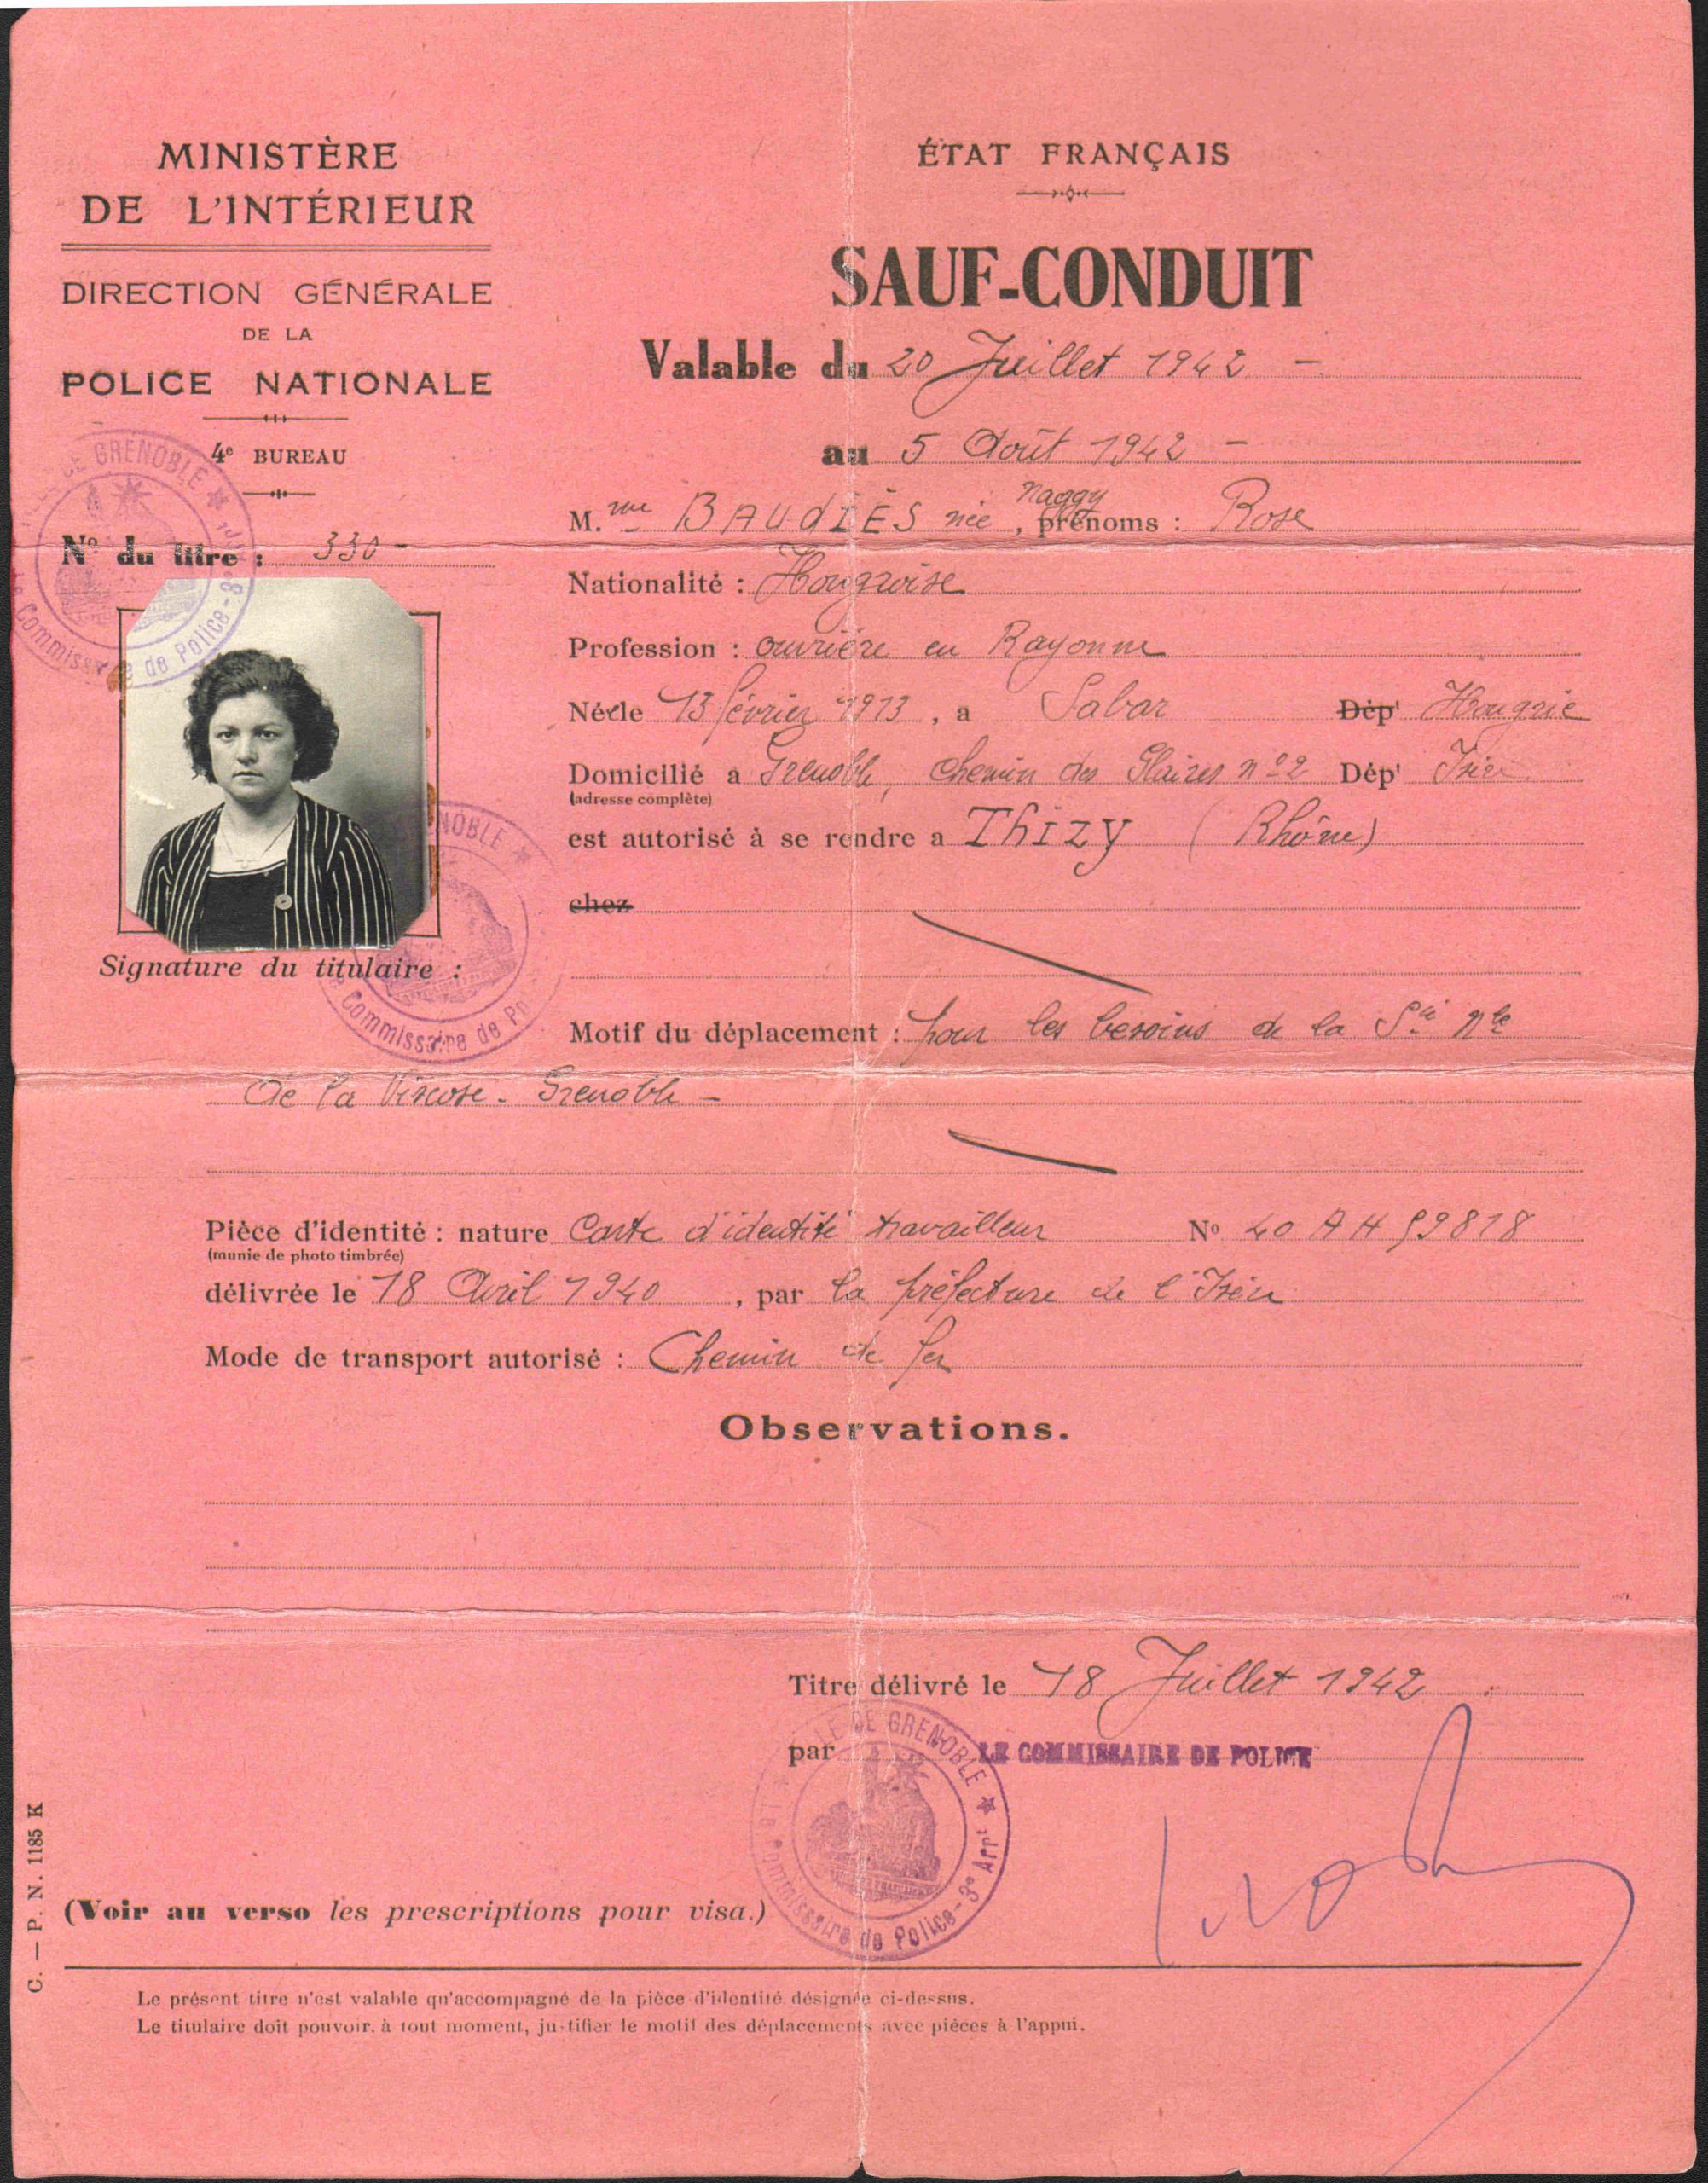 MINISTÈRE
DE L'INTÉRIEUR
DIRECTION GÉNÉRALE
DE LA
POLICE NATIONALE
4e BUREAU
No du titre : 330 -
Signature du titulaire :
ÉTAT FRANÇAIS
SAUF-CONDUIT
Valable du 20 Juillet 1942 -
au 5 Août 1942 -
M. me BAUdIÈS née Naggy, prénoms : Rose
Nationalité : Hongroise
Profession : ouvrière en Rayonne
Née le 13 février 1913, a Sabar Dépt Hongrie
Domicilié a Grenoble, chemin des Glaires no 2 Dépt Isère
(adresse complète)
est autorisé à se rendre a Thizy (Rhône)
chez
Motif du déplacement : pour les besoins de la Sté Nle
de la Viscose - Grenoble -
Pièce d'identité : nature Carte d'identité travailleur No 40 AH 59818
(munie de photo timbrée)
délivrée le 18 Avril 1940, par la préfecture de l'Isère
Mode de transport autorisé : Chemin de fer
Observations.
Titre délivré le 18 Juillet 1942
par LE COMMISSAIRE DE POLICE
DE GRENOBLE
Commissaire de Police - 3e Arrt
(Voir au verso les prescriptions pour visa.)
Le présent titre n'est valable qu'accompagné de la pièce d'identité désignée ci-dessus.
Le titulaire doit pouvoir, à tout moment, justifier le motif des déplacements avec pièces à l'appui.
C. — P. N. 1185 K